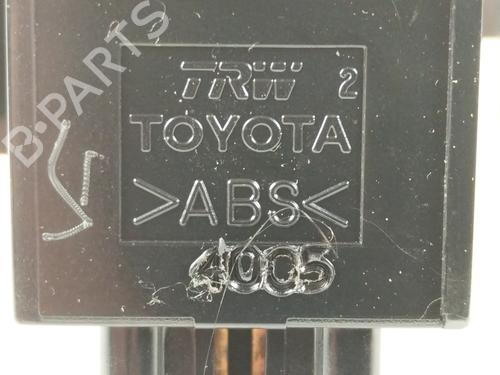 B-PARTS
TRW 2
TOYOTA
>ABS<
4005